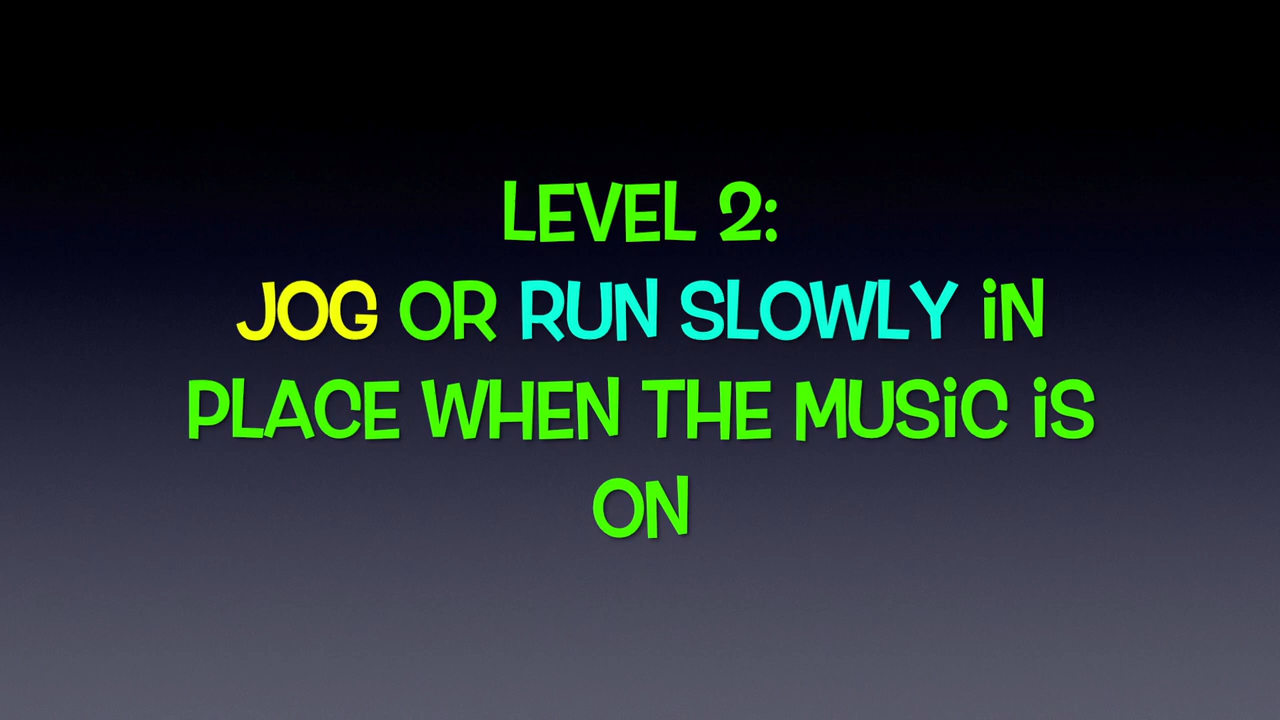 LEVEL 2:
JOG OR RUN SLOWLY iN
PLACE WHEN THE MUSiC iS
ON